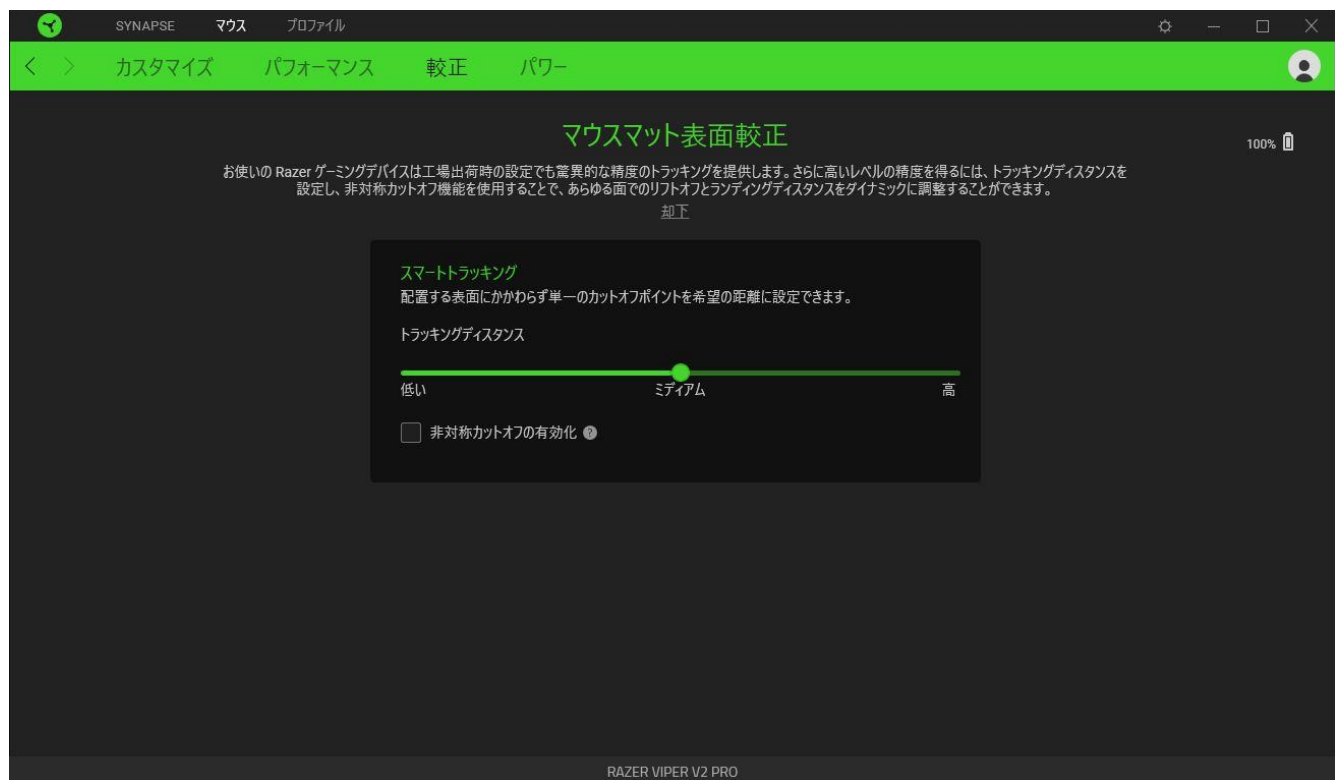 SYNAPSE マウス プロファイル
カスタマイズ パフォーマンス 較正 パワー
マウスマット表面較正
100%
お使いの Razer ゲーミングデバイスは工場出荷時の設定でも驚異的な精度のトラッキングを提供します。さらに高いレベルの精度を得るには、トラッキングディスタンスを
設定し、非対称カットオフ機能を使用することで、あらゆる面でのリフトオフとランディングディスタンスをダイナミックに調整することができます。
却下
スマートトラッキング
配置する表面にかかわらず単一のカットオフポイントを希望の距離に設定できます。
トラッキングディスタンス
低い ミディアム 高
非対称カットオフの有効化 ?
RAZER VIPER V2 PRO